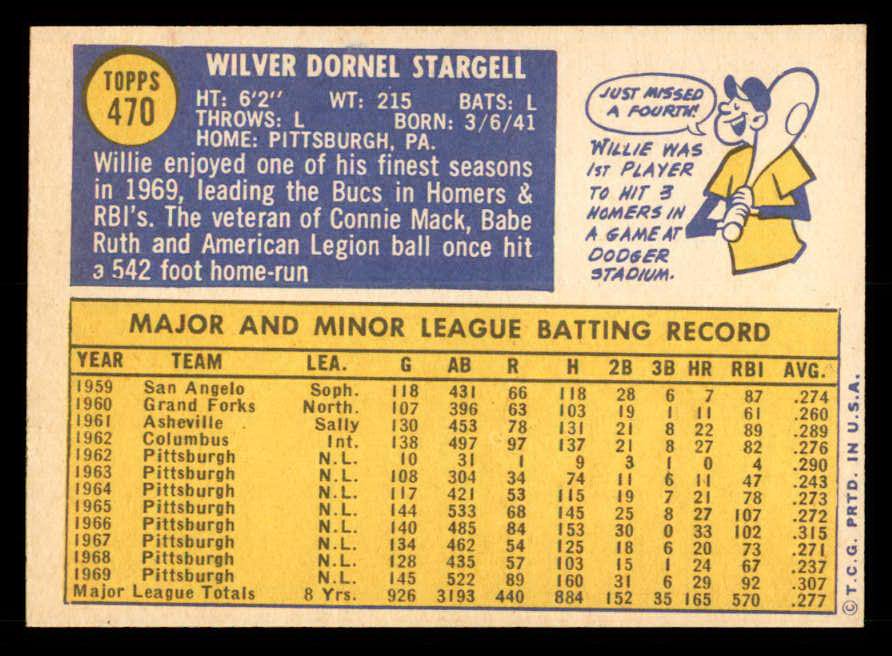 TOPPS
470
WILVER DORNEL STARGELL
HT: 6'2" WT: 215 BATS: L
THROWS: L BORN: 3/6/41
HOME: PITTSBURGH, PA.
Willie enjoyed one of his finest seasons
in 1969, leading the Bucs in Homers &
RBI's. The veteran of Connie Mack, Babe
Ruth and American Legion ball once hit
a 542 foot home-run
JUST MISSED
A FOURTH!
WILLIE WAS
1ST PLAYER
TO HIT 3
HOMERS IN
A GAME AT
DODGER
STADIUM.
MAJOR AND MINOR LEAGUE BATTING RECORD
YEAR TEAM LEA. G AB R H 2B 3B HR RBI AVG.
1959 San Angelo Soph. 118 431 66 118 28 6 7 87 .274
1960 Grand Forks North. 107 396 63 103 19 1 11 61 .260
1961 Asheville Sally 130 453 78 131 21 8 22 89 .289
1962 Columbus Int. 138 497 97 137 21 8 27 82 .276
1962 Pittsburgh N.L. 10 31 1 9 3 1 0 4 .290
1963 Pittsburgh N.L. 108 304 34 74 11 6 11 47 .243
1964 Pittsburgh N.L. 117 421 53 115 19 7 21 78 .273
1965 Pittsburgh N.L. 144 533 68 145 25 8 27 107 .272
1966 Pittsburgh N.L. 140 485 84 153 30 0 33 102 .315
1967 Pittsburgh N.L. 134 462 54 125 18 6 20 73 .271
1968 Pittsburgh N.L. 128 435 57 103 15 1 24 67 .237
1969 Pittsburgh N.L. 145 522 89 160 31 6 29 92 .307
Major League Totals 8 Yrs. 926 3193 440 884 152 35 165 570 .277
© T.C.G. PRTD. IN U.S.A.